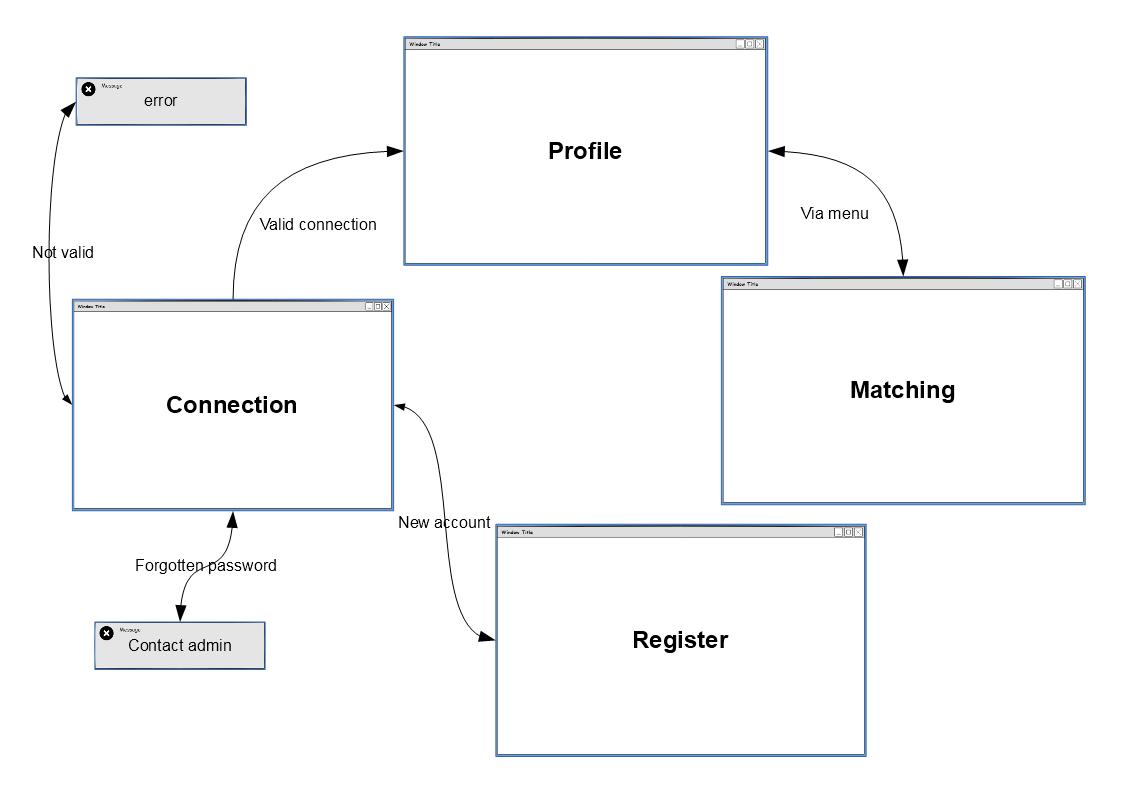 Window Title
Profile
Message
error
Valid connection
Via menu
Not valid
Window Title
Matching
Window Title
Connection
New account
Window Title
Register
Forgotten password
Message
Contact admin